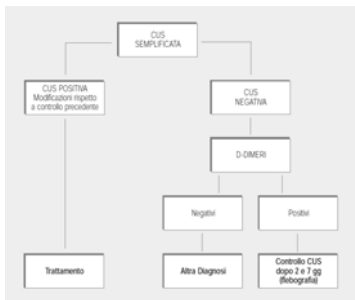 CUS
SEMPLIFICATA
CUS POSITIVA
Modificazioni rispetto
a controllo precedente
CUS
NEGATIVA
D-DIMERI
Negativi
Positivi
Trattamento
Altra Diagnosi
Controllo CUS
dopo 2 e 7 gg
(flebografia)